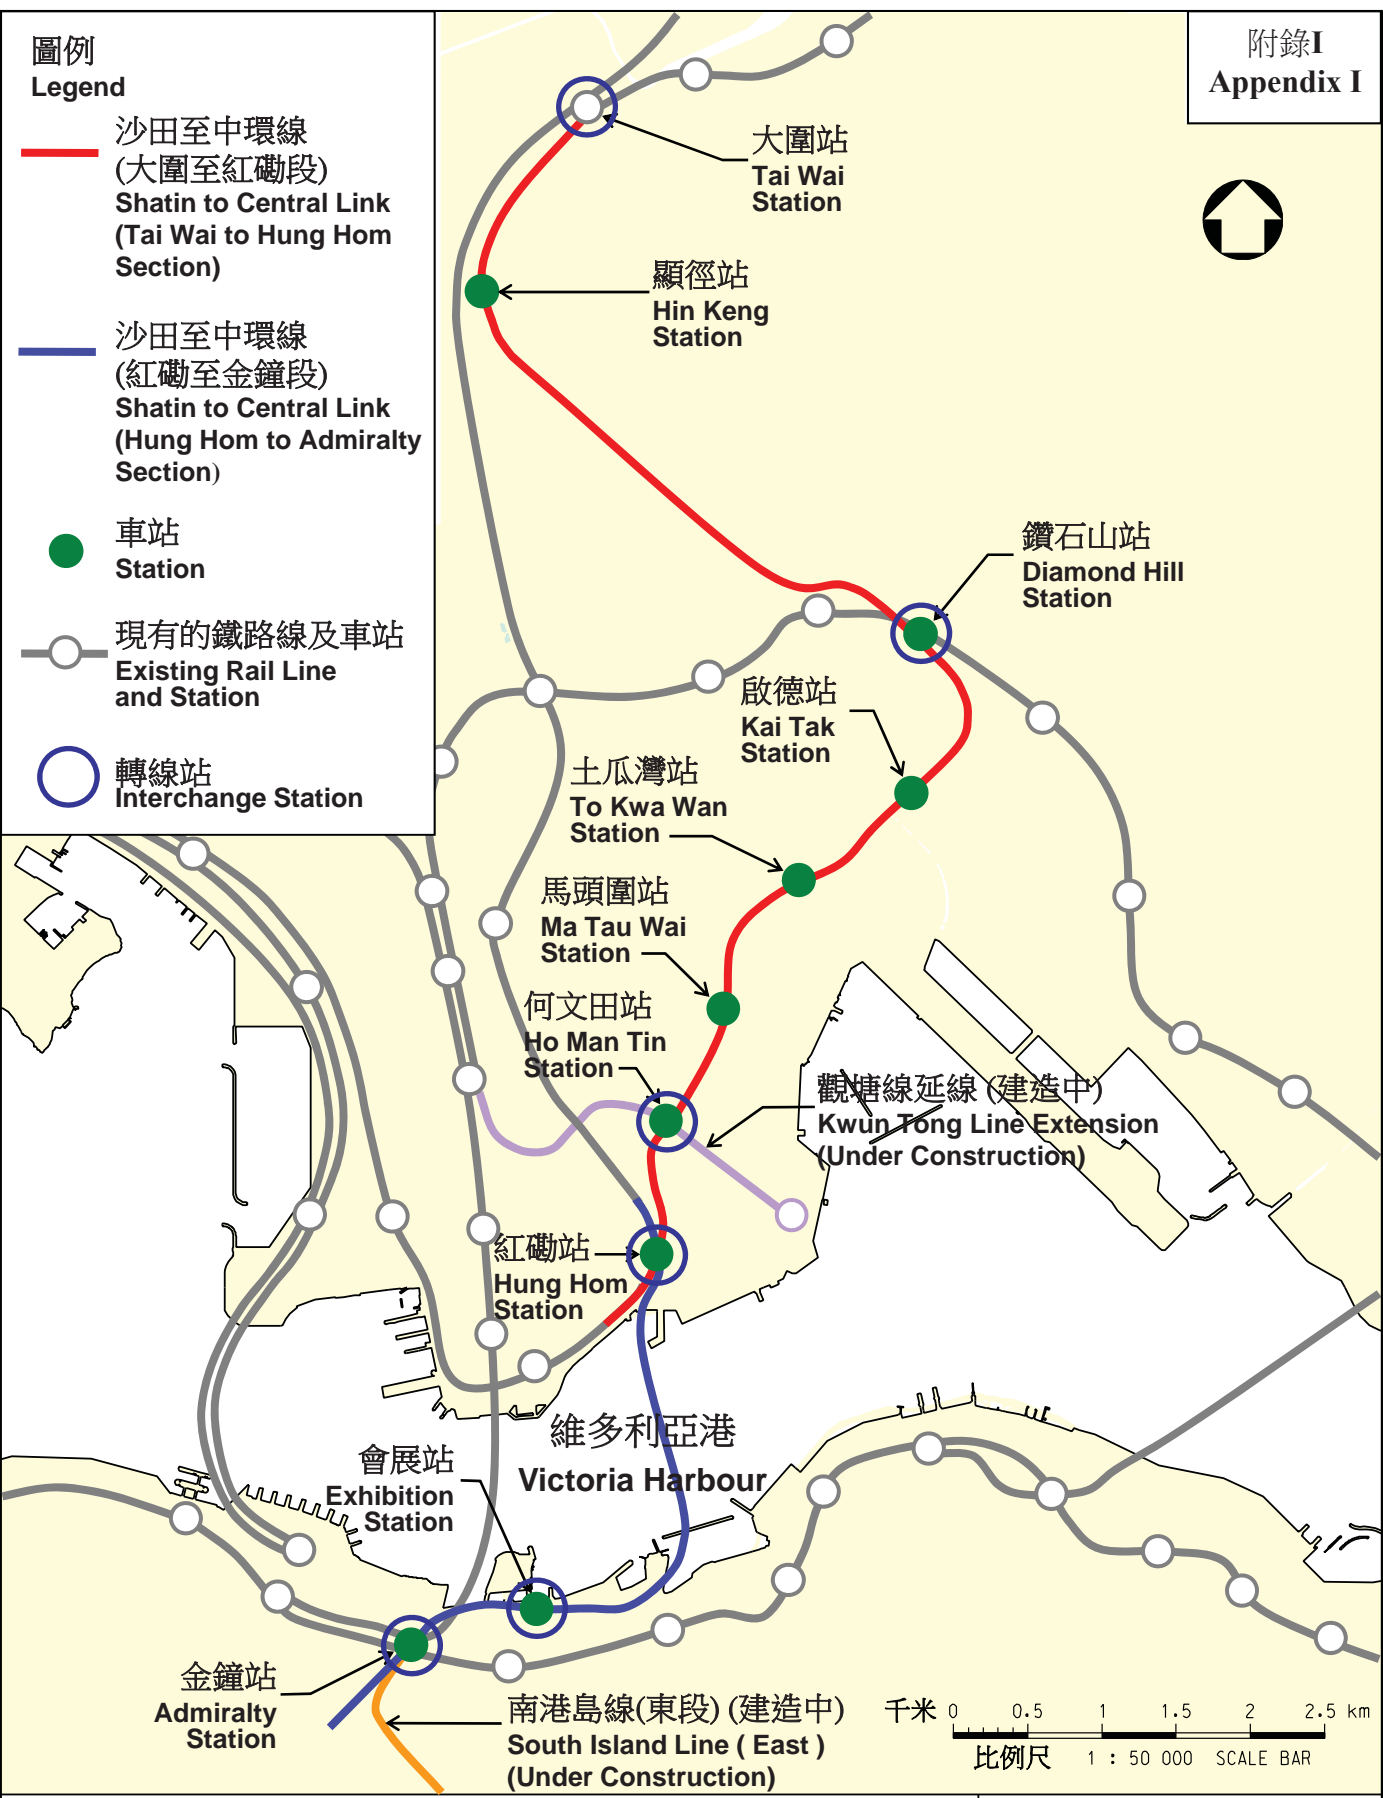 圖例
Legend
沙田至中環線
(大圍至紅磡段)
Shatin to Central Link
(Tai Wai to Hung Hom
Section)
沙田至中環線
(紅磡至金鐘段)
Shatin to Central Link
(Hung Hom to Admiralty
Section)
車站
Station
現有的鐵路線及車站
Existing Rail Line
and Station
轉線站
Interchange Station
附錄I
Appendix I
大圍站
Tai Wai
Station
顯徑站
Hin Keng
Station
鑽石山站
Diamond Hill
Station
啟德站
Kai Tak
Station
土瓜灣站
To Kwa Wan
Station
馬頭圍站
Ma Tau Wai
Station
何文田站
Ho Man Tin
Station
觀塘線延線 (建造中)
Kwun Tong Line Extension
(Under Construction)
紅磡站
Hung Hom
Station
維多利亞港
Victoria Harbour
會展站
Exhibition
Station
金鐘站
Admiralty
Station
南港島線(東段) (建造中)
South Island Line ( East )
(Under Construction)
千米 0 0.5 1 1.5 2 2.5 km
比例尺 1 : 50 000 SCALE BAR